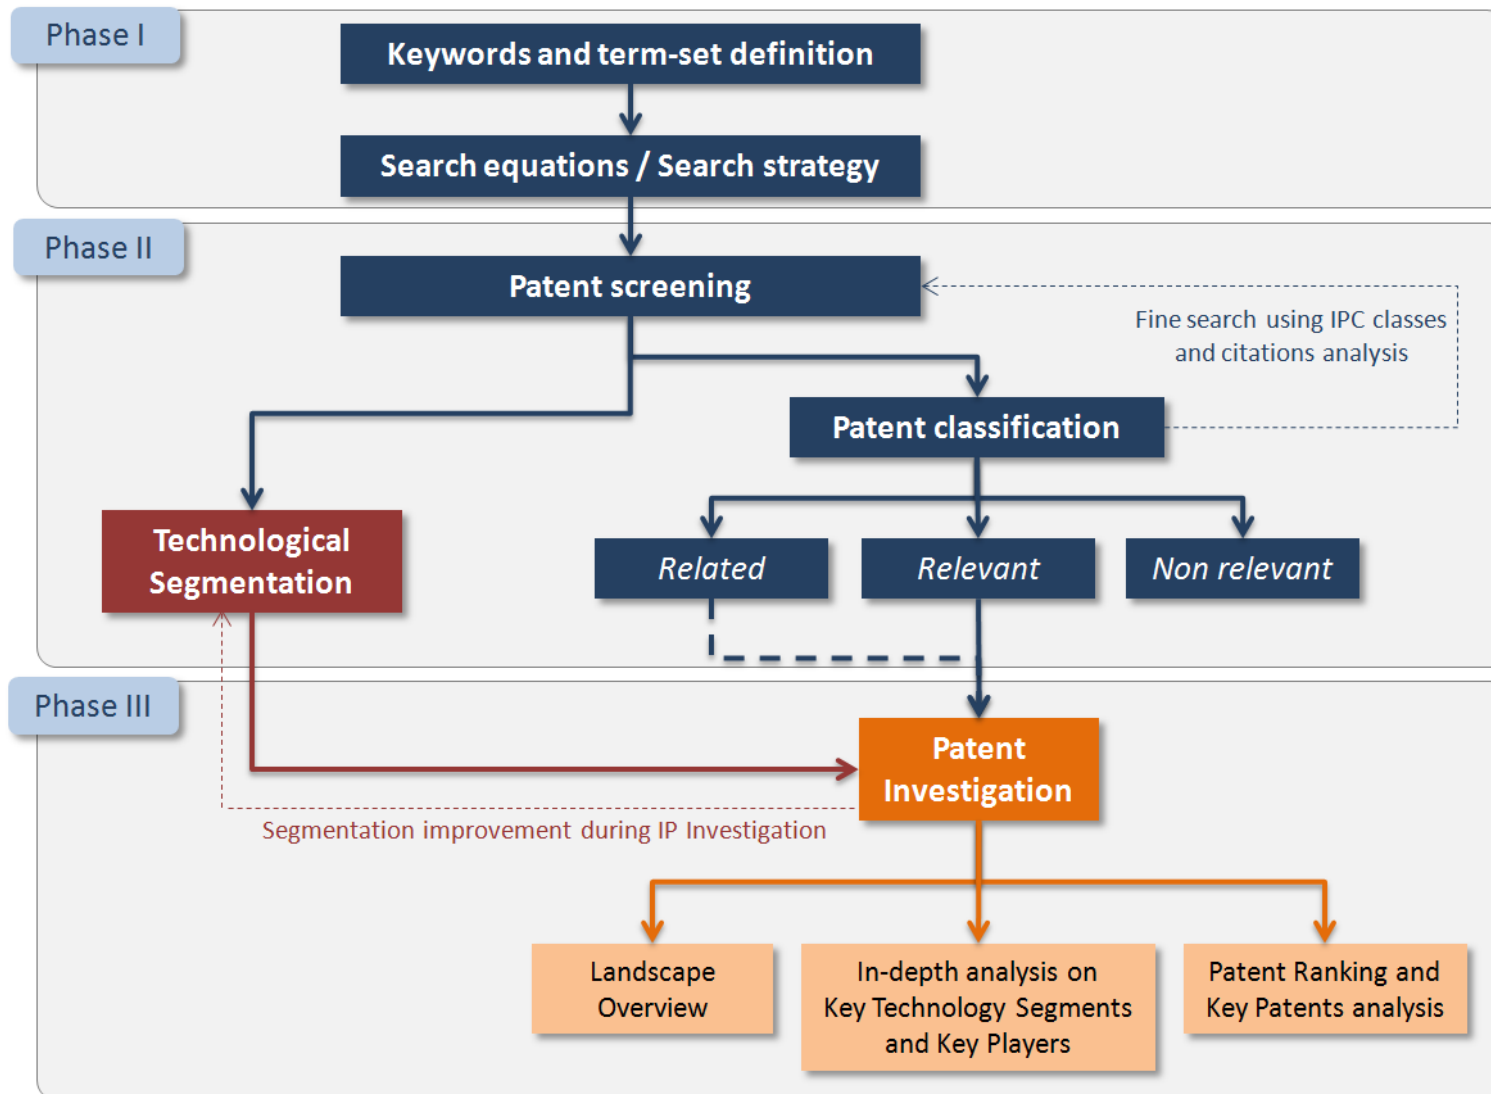 Phase I
Keywords and term-set definition
Search equations / Search strategy
Phase II
Patent screening
Fine search using IPC classes
and citations analysis
Patent classification
Technological
Segmentation
Related
Relevant
Non relevant
Phase III
Patent
Investigation
Segmentation improvement during IP Investigation
Landscape
Overview
In-depth analysis on
Key Technology Segments
and Key Players
Patent Ranking and
Key Patents analysis